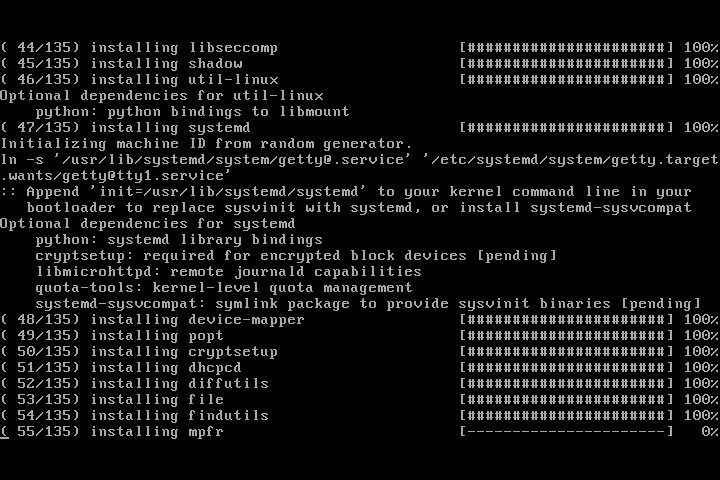 ( 44/135) installing libseccomp [######################] 100%
( 45/135) installing shadow [######################] 100%
( 46/135) installing util-linux [######################] 100%
Optional dependencies for util-linux
    python: python bindings to libmount
( 47/135) installing systemd [######################] 100%
Initializing machine ID from random generator.
ln -s '/usr/lib/systemd/system/getty@.service' '/etc/systemd/system/getty.target
.wants/getty@tty1.service'
:: Append 'init=/usr/lib/systemd/systemd' to your kernel command line in your
   bootloader to replace sysvinit with systemd, or install systemd-sysvcompat
Optional dependencies for systemd
    python: systemd library bindings
    cryptsetup: required for encrypted block devices [pending]
    libmicrohttpd: remote journald capabilities
    quota-tools: kernel-level quota management
    systemd-sysvcompat: symlink package to provide sysvinit binaries [pending]
( 48/135) installing device-mapper [######################] 100%
( 49/135) installing popt [######################] 100%
( 50/135) installing cryptsetup [######################] 100%
( 51/135) installing dhcpcd [######################] 100%
( 52/135) installing diffutils [######################] 100%
( 53/135) installing file [######################] 100%
( 54/135) installing findutils [######################] 100%
( 55/135) installing mpfr [----------------------] 0%